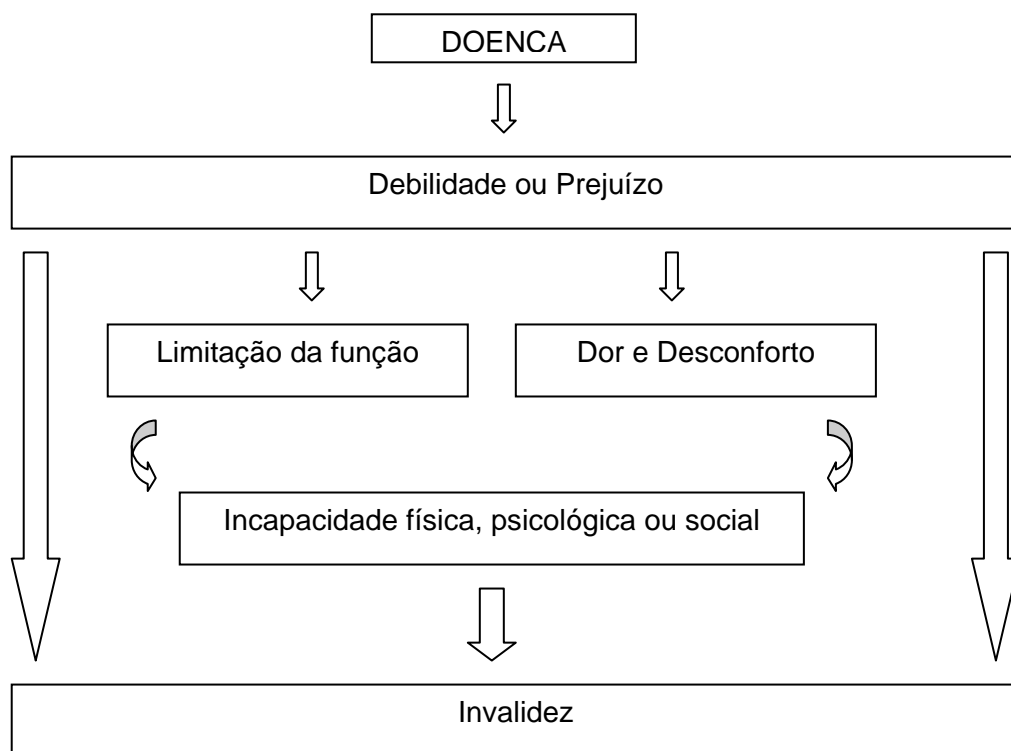 DOENCA
Debilidade ou Prejuízo
Limitação da função
Dor e Desconforto
Incapacidade física, psicológica ou social
Invalidez